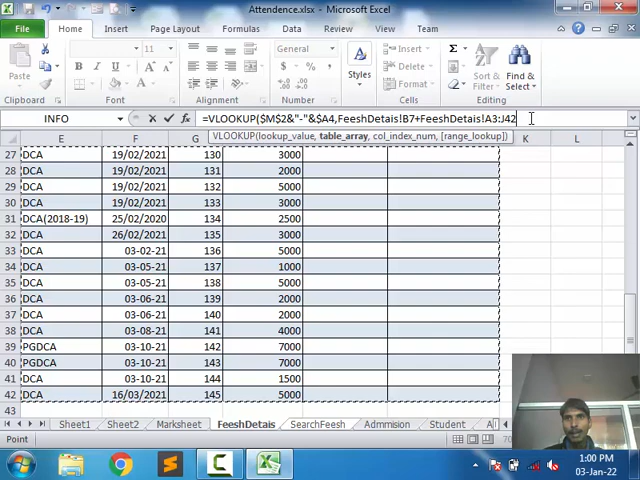 Attendence.xlsx - Microsoft Excel
File Home Insert Page Layout Formulas Data Review View
Paste
Clipboard
11
B I U
Font
Alignment
General
$ % ,
Number
Styles
Insert
Delete
Format
Cells
Σ
Sort & Filter
Find & Select
Editing
INFO
fx
=VLOOKUP($M$2&"-"&$A4,FeeshDetais!B7+FeeshDetais!A3:J42
VLOOKUP(lookup_value, table_array, col_index_num, [range_lookup])
E F G K L
27 DCA 19/02/2021 130 3000
28 DCA 19/02/2021 131 2000
29 DCA 19/02/2021 132 5000
30 DCA 19/02/2021 133 3000
31 DCA(2018-19) 25/02/2020 134 2500
32 DCA 26/02/2021 135 3000
33 DCA 03-02-21 136 5000
34 DCA 03-05-21 137 1000
35 DCA 03-05-21 138 5000
36 DCA 03-06-21 139 2000
37 DCA 03-06-21 140 2000
38 DCA 03-08-21 141 4000
39 PGDCA 03-10-21 142 7000
40 PGDCA 03-10-21 143 7000
41 DCA 03-10-21 144 1500
42 DCA 16/03/2021 145 5000
43
Sheet1 Sheet2 Marksheet FeeshDetais SearchFeesh Admmision Student
Point
1:00 PM
03-Jan-22